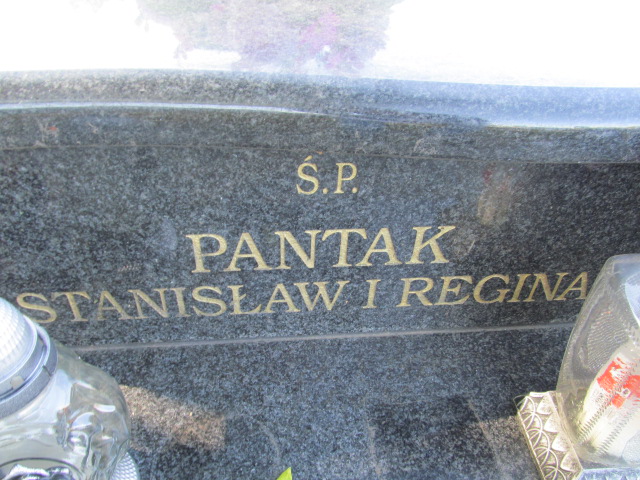 Ś.P.
PANTAK
STANISŁAW I REGINA